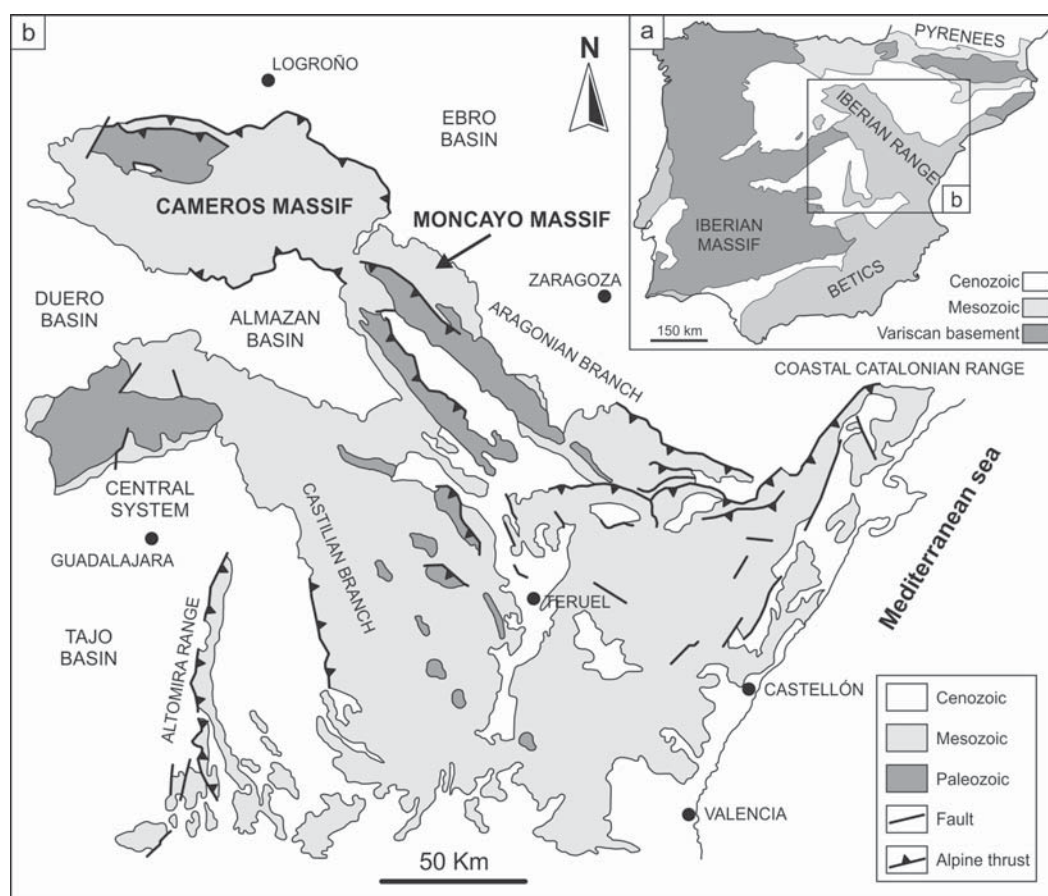 b
LOGROÑO
N
EBRO
BASIN
CAMEROS MASSIF
MONCAYO MASSIF
ZARAGOZA
DUERO
BASIN
ALMAZAN
BASIN
ARAGONIAN BRANCH
COASTAL CATALONIAN RANGE
Mediterranean sea
CENTRAL
SYSTEM
GUADALAJARA
CASTILIAN BRANCH
TERUEL
TAJO
BASIN
ALTOMIRA RANGE
CASTELLÓN
VALENCIA
50 Km
a
PYRENEES
IBERIAN RANGE
b
IBERIAN
MASSIF
BETICS
150 km
Cenozoic
Mesozoic
Variscan basement
Cenozoic
Mesozoic
Paleozoic
Fault
Alpine thrust